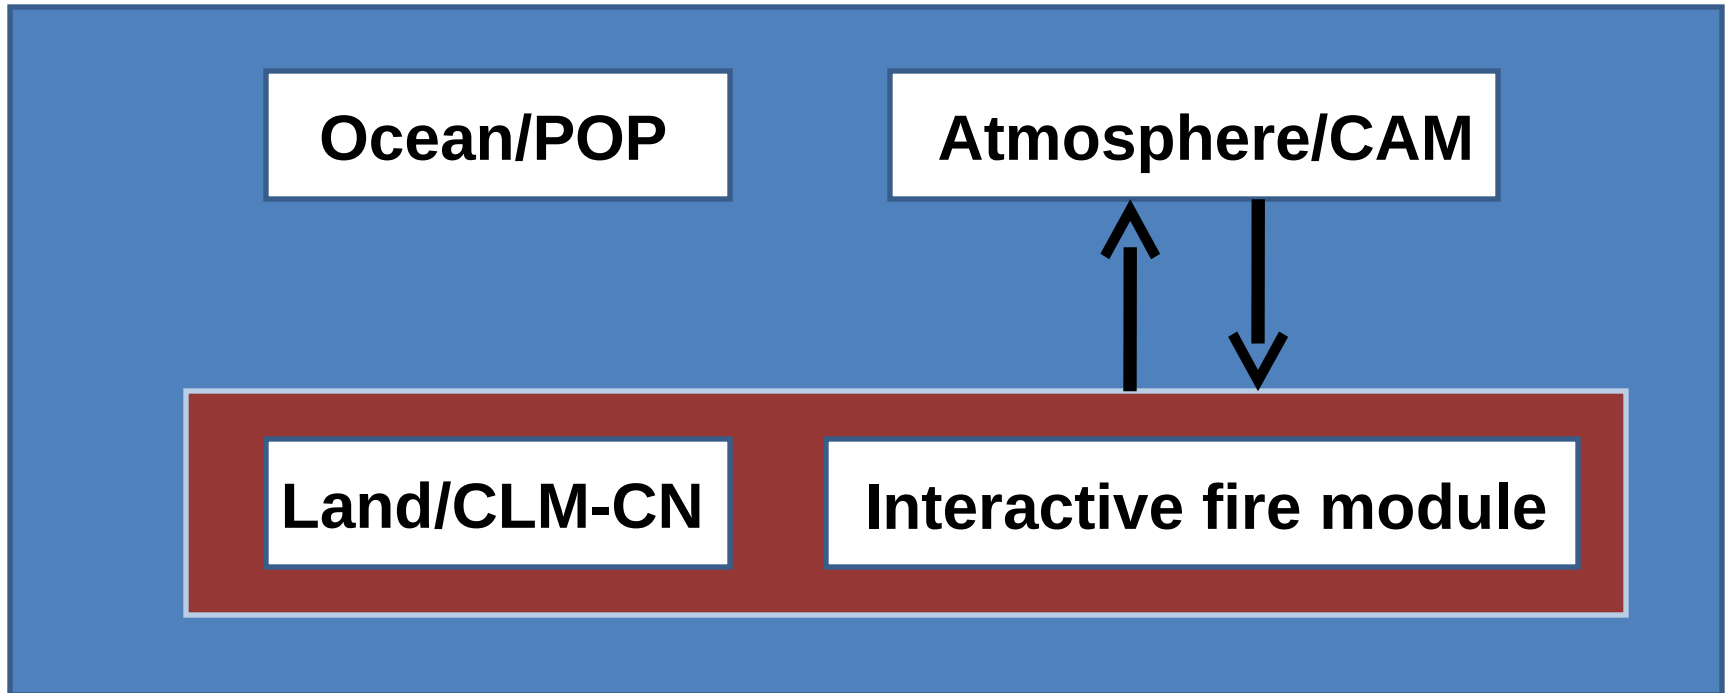 Ocean/POP
Atmosphere/CAM
Land/CLM-CN
Interactive fire module